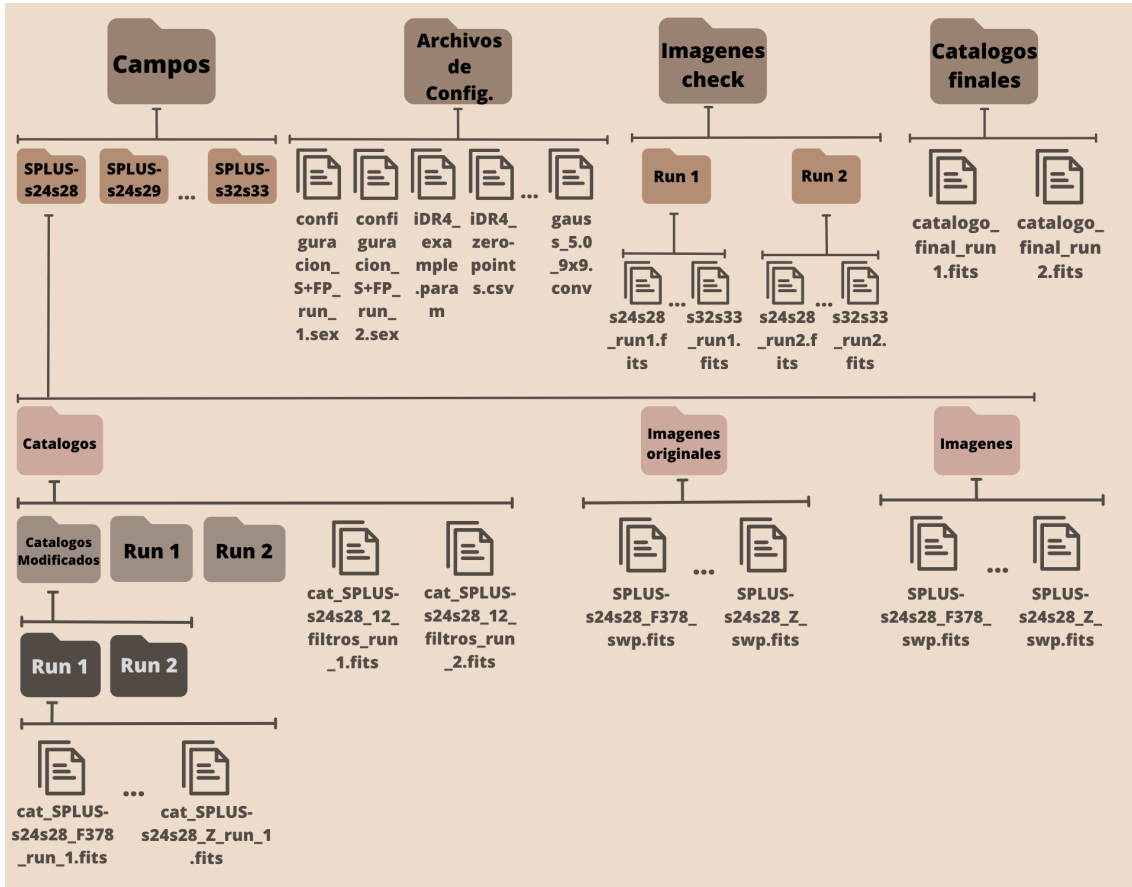 Campos
Archivos
de
Config.
Imagenes
check
Catalogos
finales
SPLUS-
s24s28
SPLUS-
s24s29
...
SPLUS-
s32s33
confi
gura
cion_
S+FP_
run_
1.sex
confi
gura
cion_
S+FP_
run_
2.sex
iDR4_
exa
mple
.para
m
iDR4_
zero-
point
s.csv
...
gaus
s_5.0
_9x9.
conv
Run 1
Run 2
s24s28
_run1.f
its
...
s32s33
_run1.
fits
s24s28
_run2.f
its
...
s32s33
_run2.
fits
catalogo_
final_run
1.fits
catalogo_
final_run
2.fits
Catalogos
Imagenes
originales
Imagenes
Catalogos
Modificados
Run 1
Run 2
cat_SPLUS-
s24s28_12_
filtros_run
_1.fits
cat_SPLUS-
s24s28_12_
filtros_run
_2.fits
SPLUS-
s24s28_F378_
swp.fits
...
SPLUS-
s24s28_Z_
swp.fits
SPLUS-
s24s28_F378_
swp.fits
...
SPLUS-
s24s28_Z_
swp.fits
Run 1
Run 2
cat_SPLUS-
s24s28_F378
_run_1.fits
...
cat_SPLUS-
s24s28_Z_run_1
.fits